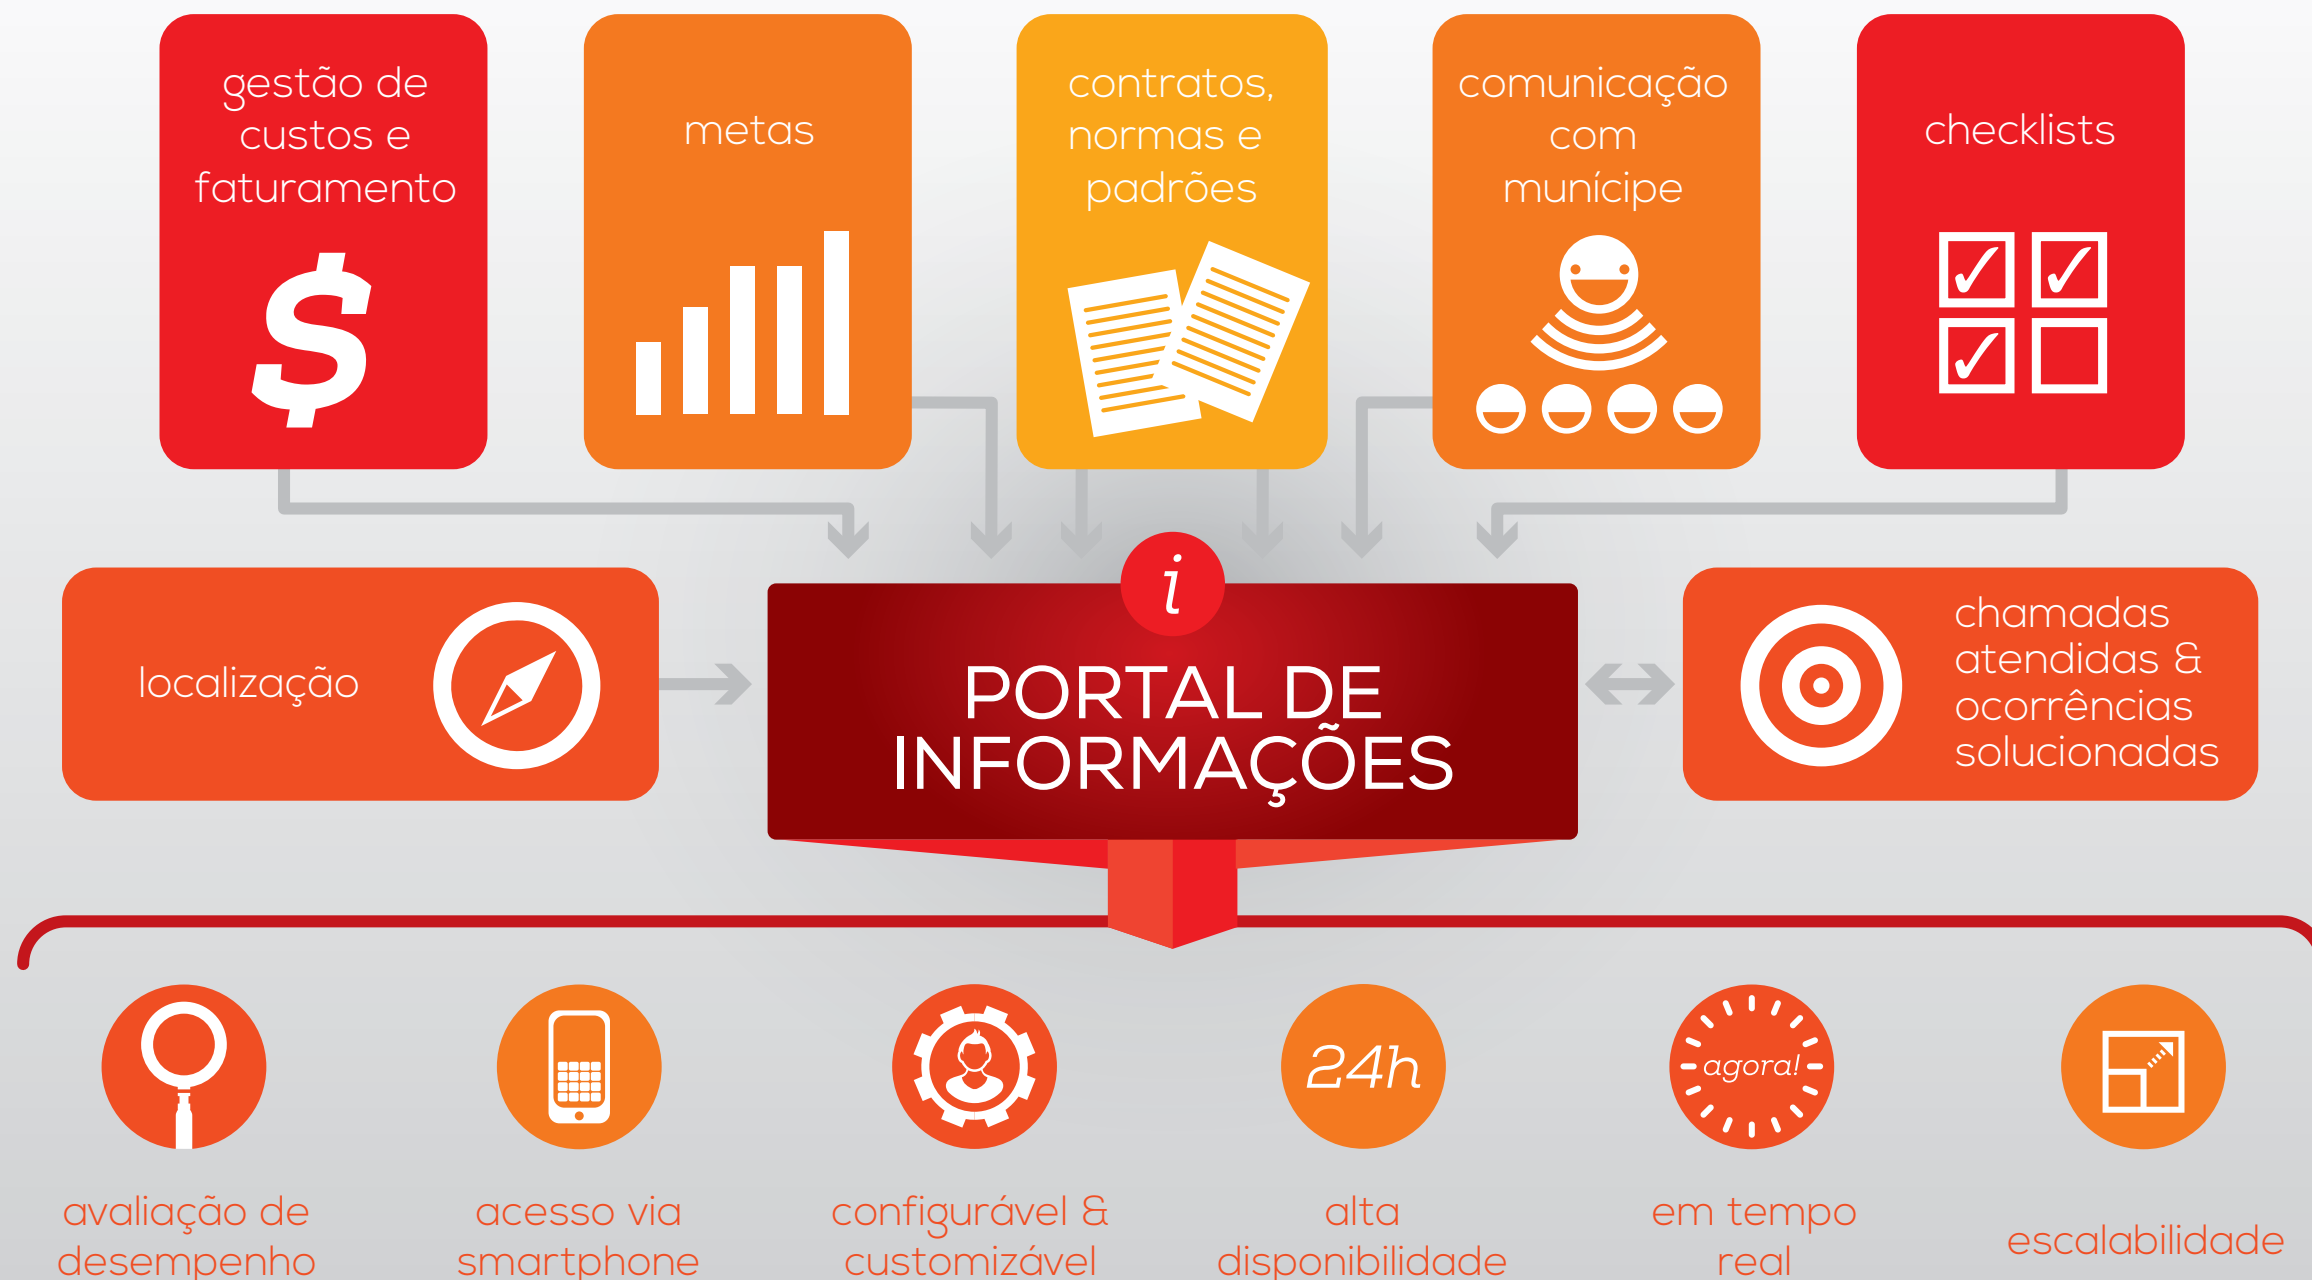 gestão de
custos e
faturamento
$
metas
contratos,
normas e
padrões
comunicação
com
munícipe
checklists
localização
i
PORTAL DE
INFORMAÇÕES
chamadas
atendidas &
ocorrências
solucionadas
24h
agora!
avaliação de
desempenho
acesso via
smartphone
configurável &
customizável
alta
disponibilidade
em tempo
real
escalabilidade